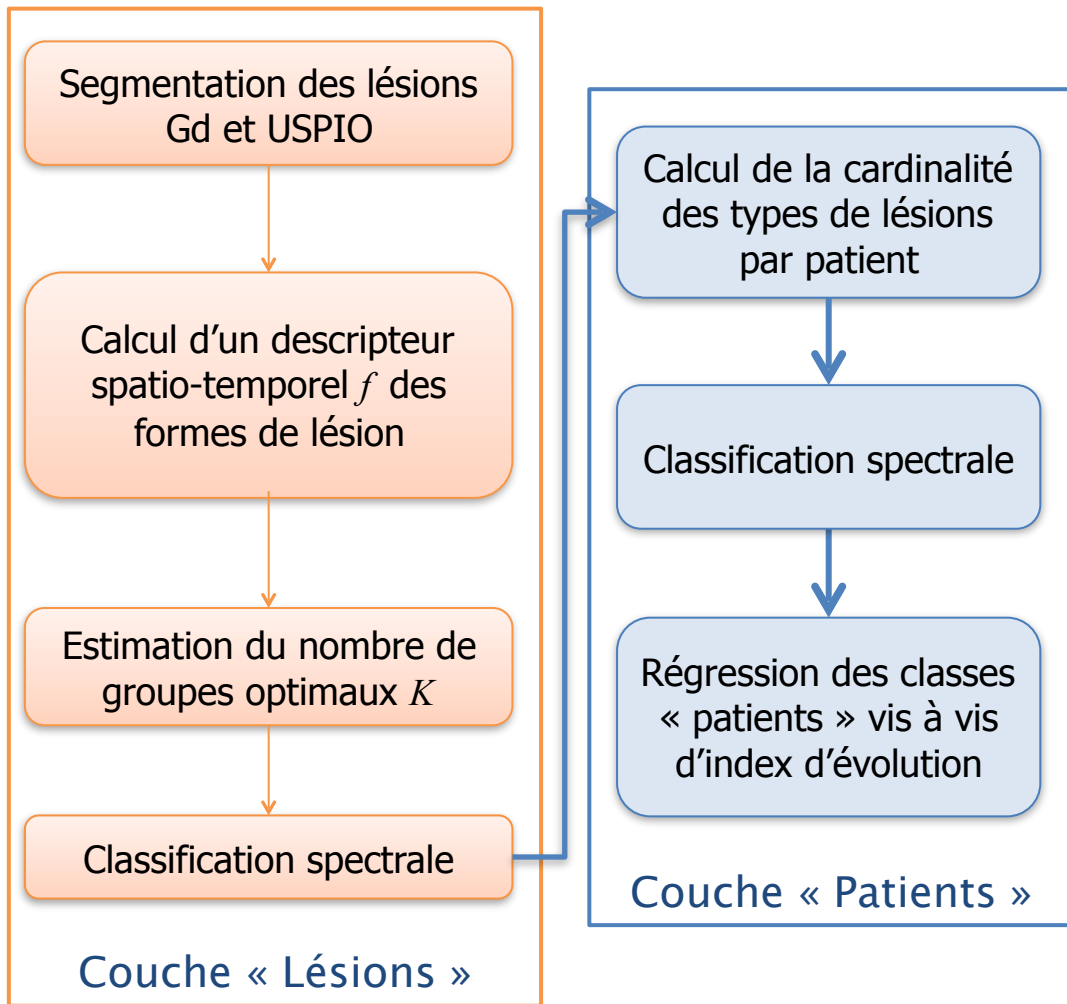 Segmentation des lésions
Gd et USPIO
Calcul d’un descripteur
spatio-temporel f des
formes de lésion
Estimation du nombre de
groupes optimaux K
Classification spectrale
Couche « Lésions »
Calcul de la cardinalité
des types de lésions
par patient
Classification spectrale
Régression des classes
« patients » vis à vis
d’index d’évolution
Couche « Patients »